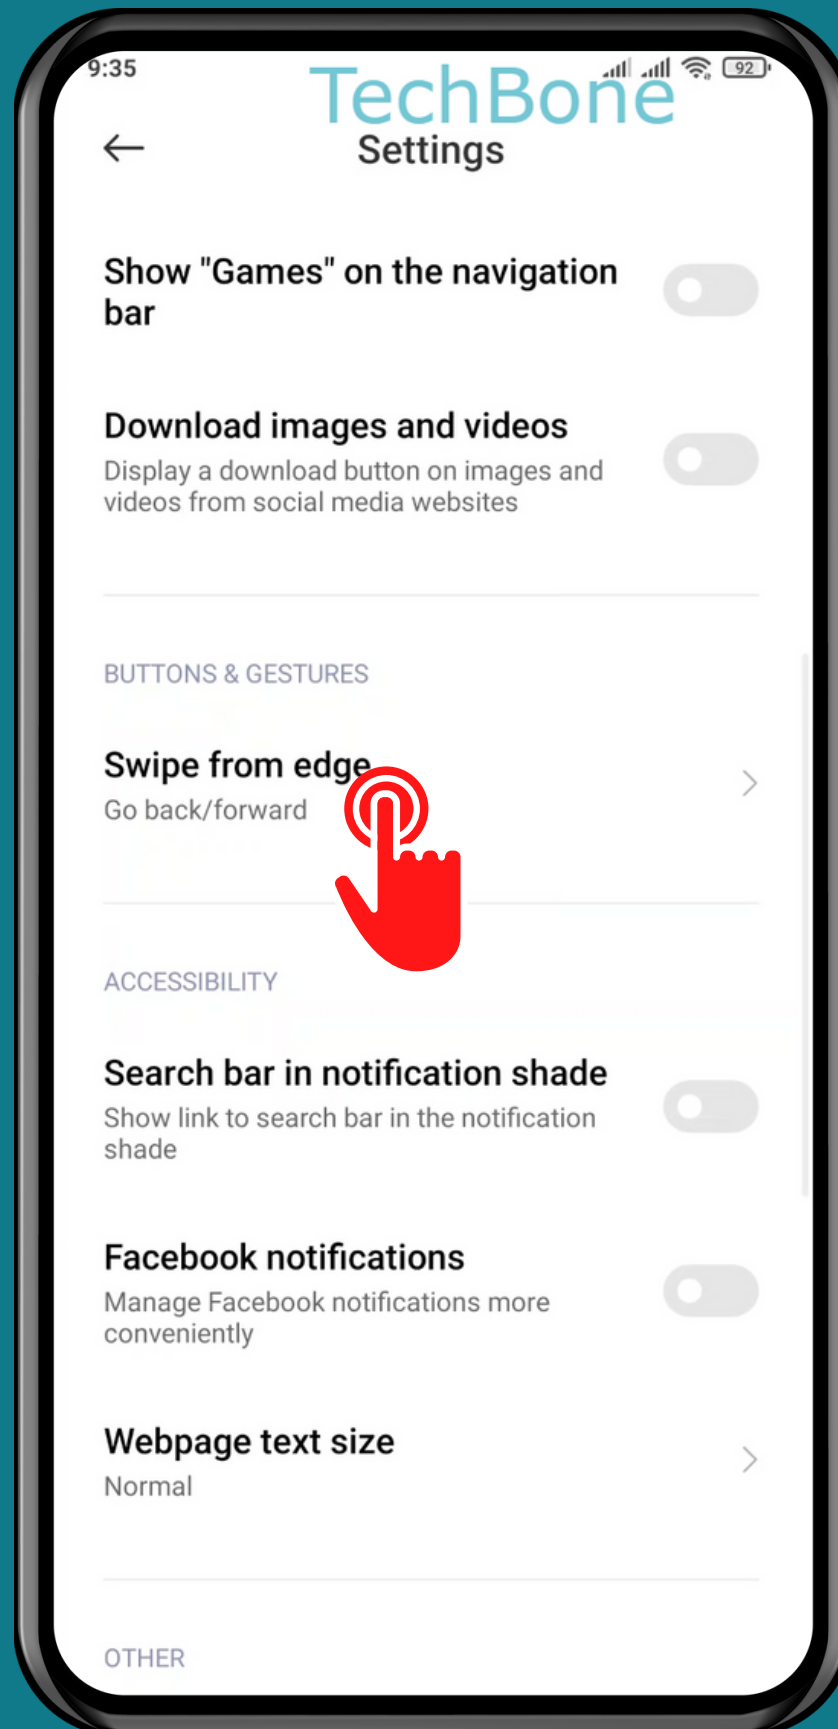 9:35
TechBone
92
Settings
Show "Games" on the navigation
bar
Download images and videos
Display a download button on images and
videos from social media websites
BUTTONS & GESTURES
Swipe from edge
Go back/forward
ACCESSIBILITY
Search bar in notification shade
Show link to search bar in the notification
shade
Facebook notifications
Manage Facebook notifications more
conveniently
Webpage text size
Normal
OTHER